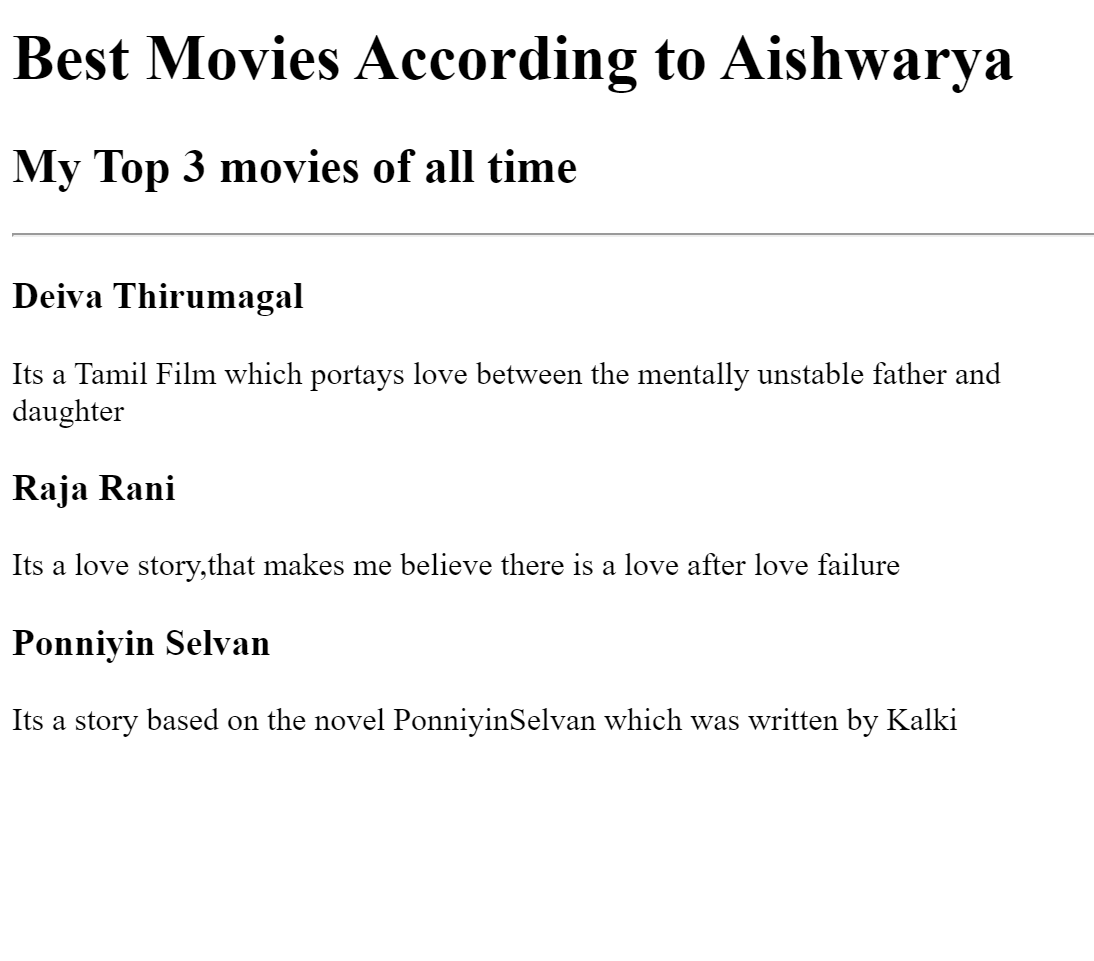 Best Movies According to Aishwarya
My Top 3 movies of all time
Deiva Thirumagal
Its a Tamil Film which portays love between the mentally unstable father and
daughter
Raja Rani
Its a love story,that makes me believe there is a love after love failure
Ponniyin Selvan
Its a story based on the novel PonniyinSelvan which was written by Kalki